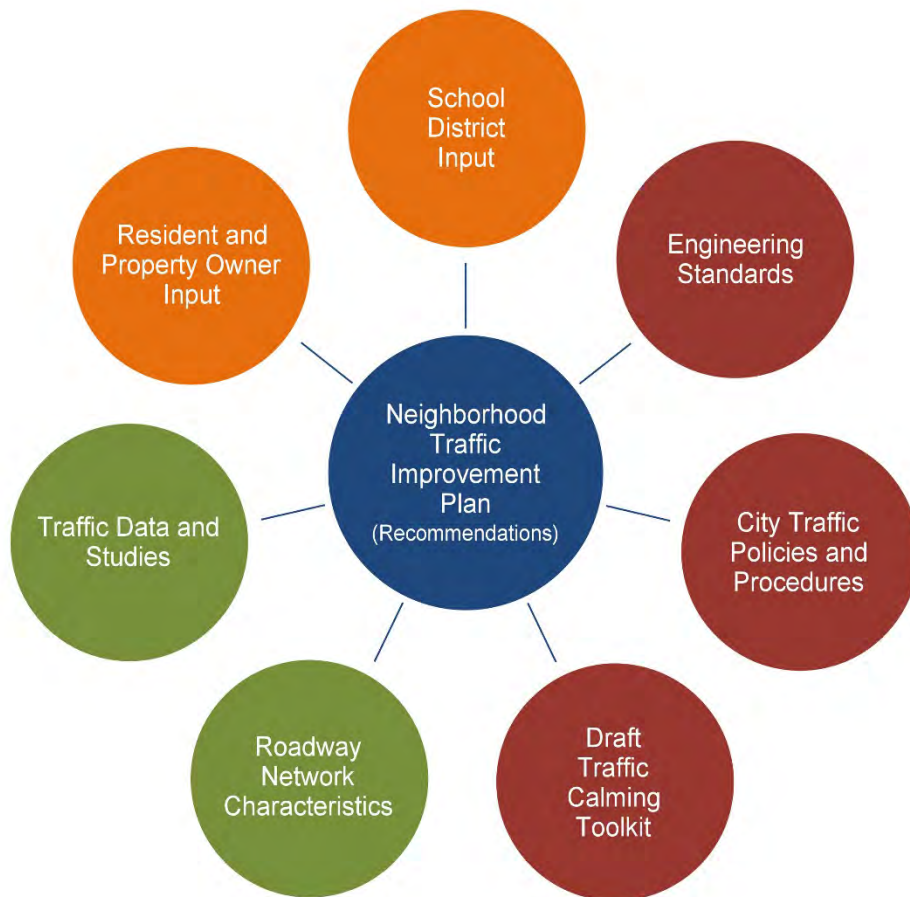 School
District
Input
Resident and
Property Owner
Input
Engineering
Standards
Neighborhood
Traffic
Improvement
Plan
(Recommendations)
Traffic Data and
Studies
City Traffic
Policies and
Procedures
Roadway
Network
Characteristics
Draft
Traffic
Calming
Toolkit